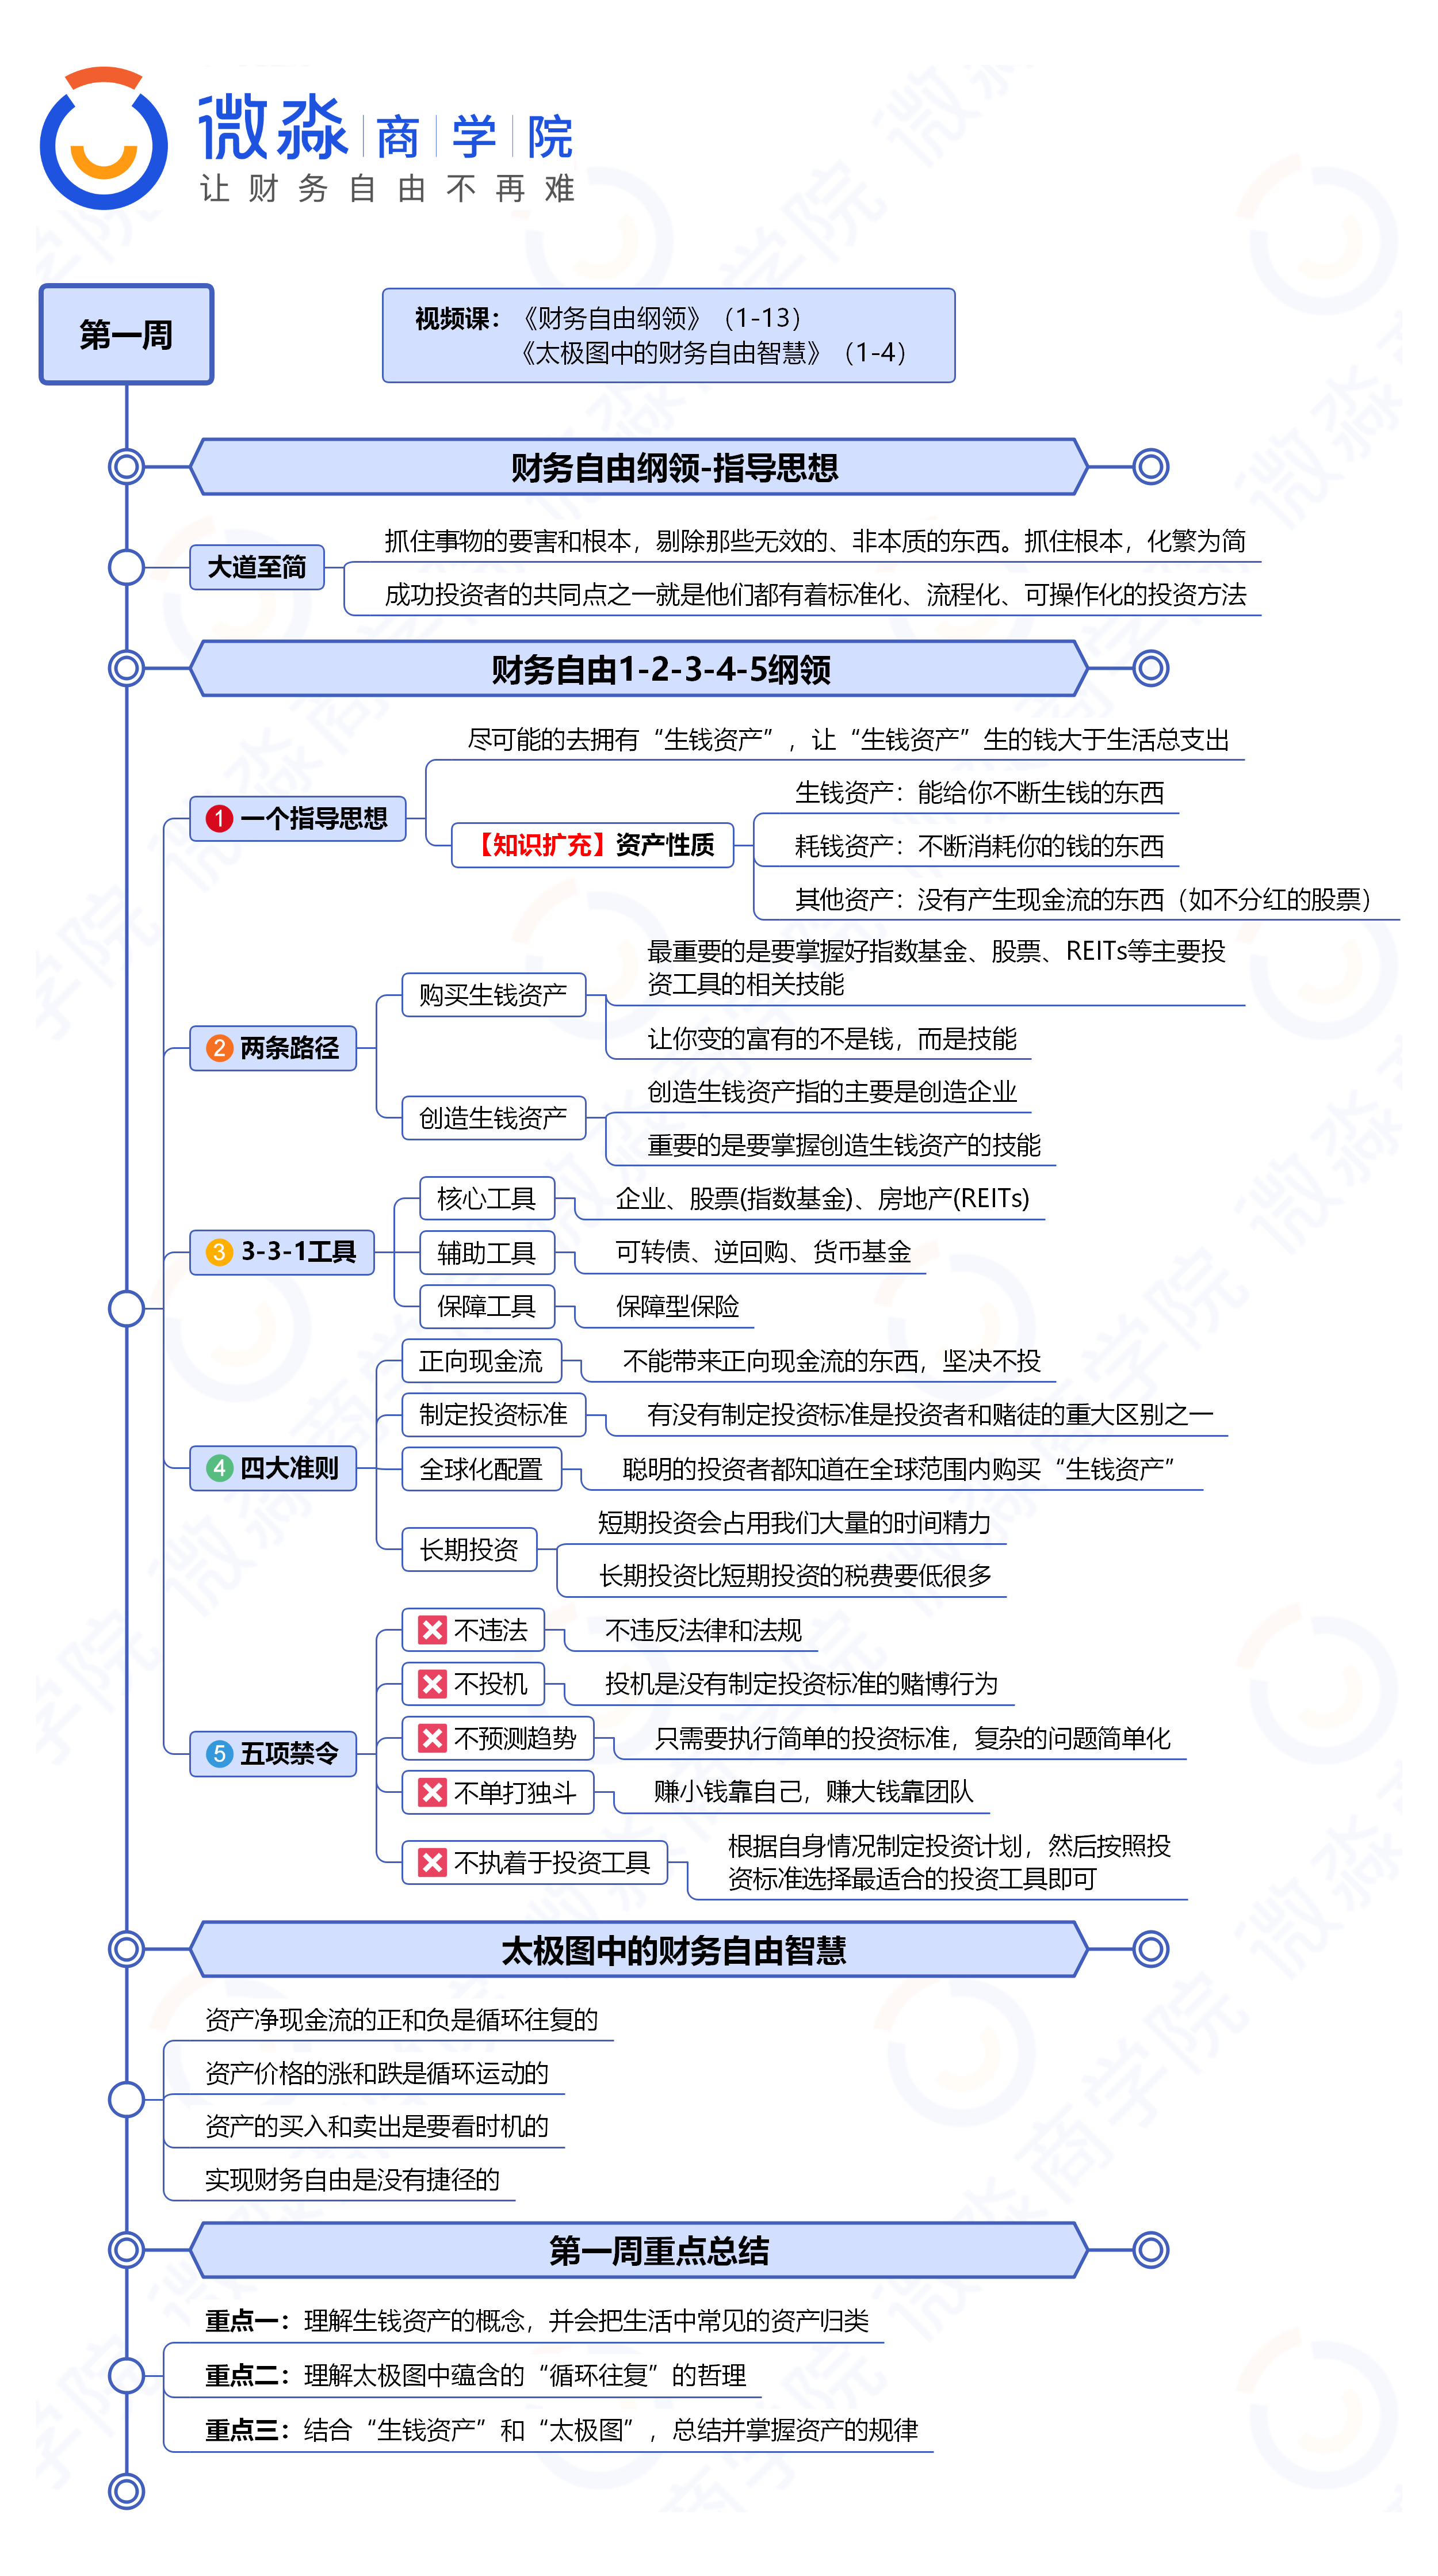 微淼 商 学 院
让财务自由不再难
第一周
视频课：《财务自由纲领》（1-13）
《太极图中的财务自由智慧》（1-4）
财务自由纲领-指导思想
大道至简
抓住事物的要害和根本，剔除那些无效的、非本质的东西。抓住根本，化繁为简
成功投资者的共同点之一就是他们都有着标准化、流程化、可操作化的投资方法
财务自由1-2-3-4-5纲领
1 一个指导思想
尽可能的去拥有“生钱资产”，让“生钱资产”生的钱大于生活总支出
【知识扩充】资产性质
生钱资产：能给你不断生钱的东西
耗钱资产：不断消耗你的钱的东西
其他资产：没有产生现金流的东西（如不分红的股票）
2 两条路径
购买生钱资产
最重要的是要掌握好指数基金、股票、REITs等主要投
资工具的相关技能
让你变的富有的不是钱，而是技能
创造生钱资产
创造生钱资产指的主要是创造企业
重要的是要掌握创造生钱资产的技能
3 3-3-1工具
核心工具
企业、股票(指数基金)、房地产(REITs)
辅助工具
可转债、逆回购、货币基金
保障工具
保障型保险
4 四大准则
正向现金流
不能带来正向现金流的东西，坚决不投
制定投资标准
有没有制定投资标准是投资者和赌徒的重大区别之一
全球化配置
聪明的投资者都知道在全球范围内购买“生钱资产”
长期投资
短期投资会占用我们大量的时间精力
长期投资比短期投资的税费要低很多
5 五项禁令
不违法
不违反法律和法规
不投机
投机是没有制定投资标准的赌博行为
不预测趋势
只需要执行简单的投资标准，复杂的问题简单化
不单打独斗
赚小钱靠自己，赚大钱靠团队
不执着于投资工具
根据自身情况制定投资计划，然后按照投
资标准选择最适合的投资工具即可
太极图中的财务自由智慧
资产净现金流的正和负是循环往复的
资产价格的涨和跌是循环运动的
资产的买入和卖出是要看时机的
实现财务自由是没有捷径的
第一周重点总结
重点一：理解生钱资产的概念，并会把生活中常见的资产归类
重点二：理解太极图中蕴含的“循环往复”的哲理
重点三：结合“生钱资产”和“太极图”，总结并掌握资产的规律